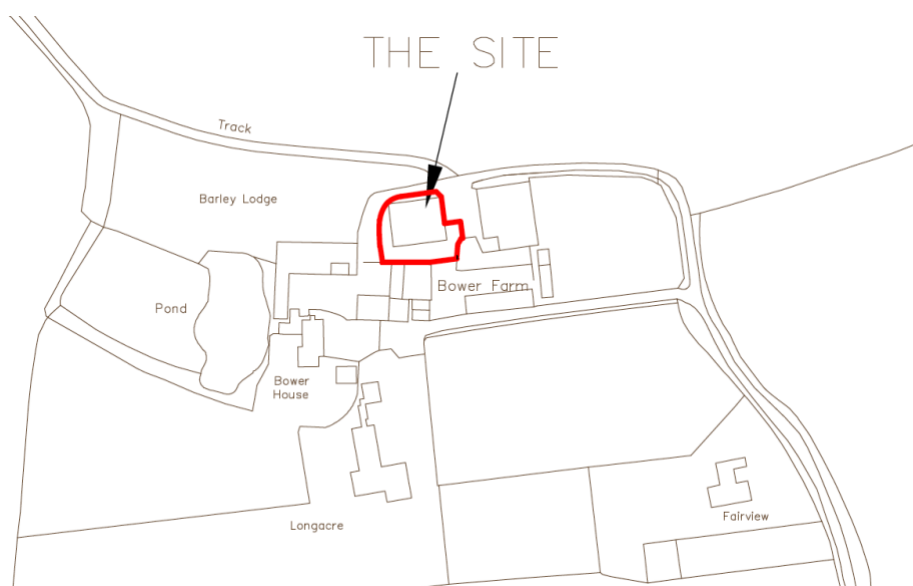 THE SITE
Track
Barley Lodge
Bower Farm
Pond
Bower
House
Longacre
Fairview